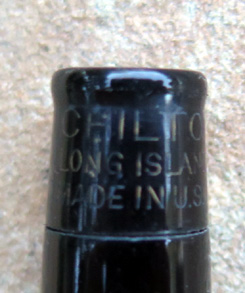 CHILTO
LONG ISLAN
MADE IN U.S.